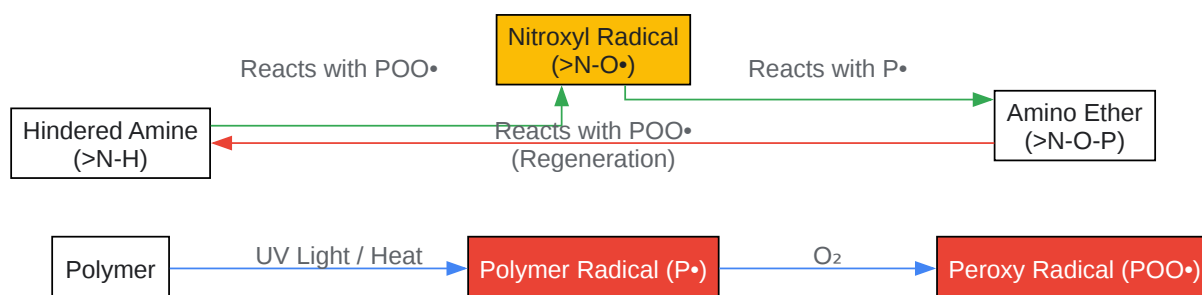 Nitroxyl Radical
(>N-O•)
Reacts with POO•
Reacts with P•
Hindered Amine
(>N-H)
Reacts with POO•
(Regeneration)
Amino Ether
(>N-O-P)
Polymer
UV Light / Heat
Polymer Radical (P•)
O₂
Peroxy Radical (POO•)